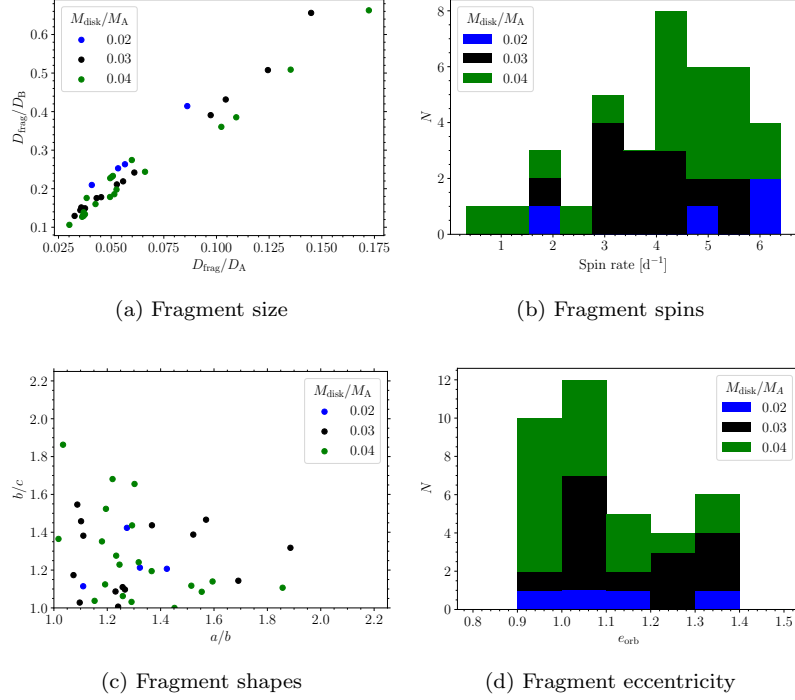 M_disk/M_A
0.02
0.03
0.04
0.6
0.5
0.4
0.3
0.2
0.1
D_frag/D_B
0.025 0.050 0.075 0.100 0.125 0.150 0.175
D_frag/D_A
(a) Fragment size
M_disk/M_A
0.02
0.03
0.04
8
6
4
2
0
N
1 2 3 4 5 6
Spin rate [d⁻¹]
(b) Fragment spins
M_disk/M_A
0.02
0.03
0.04
2.2
2.0
1.8
1.6
1.4
1.2
1.0
b/c
1.0 1.2 1.4 1.6 1.8 2.0 2.2
a/b
(c) Fragment shapes
M_disk/M_A
0.02
0.03
0.04
12
10
8
6
4
2
0
N
0.8 0.9 1.0 1.1 1.2 1.3 1.4 1.5
e_orb
(d) Fragment eccentricity